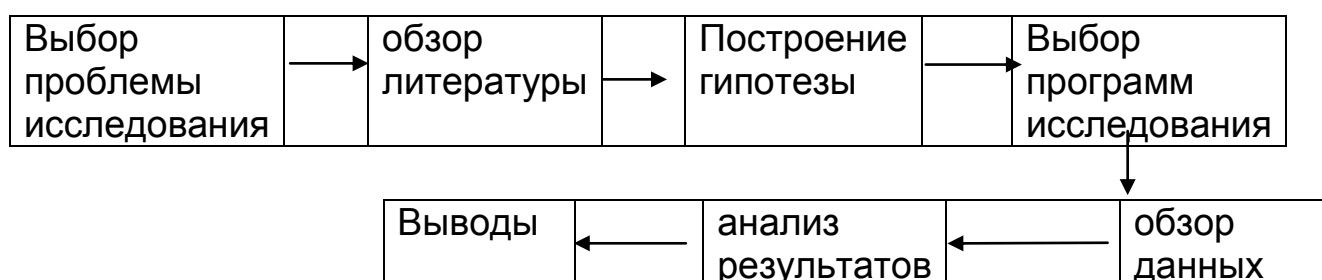 Выбор
проблемы
исследования
обзор
литературы
Построение
гипотезы
Выбор
программ
исследования
Выводы
анализ
результатов
обзор
данных